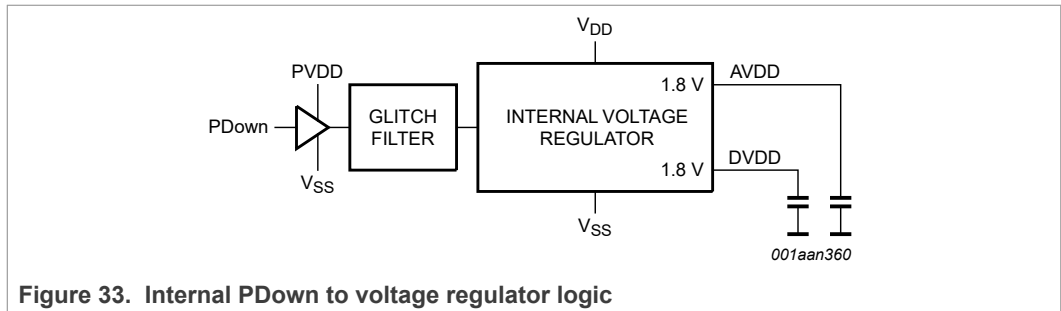 VDD
PVDD
1.8 V
AVDD
PDown
GLITCH
FILTER
INTERNAL VOLTAGE
REGULATOR
1.8 V
DVDD
VSS
VSS
001aan360
Figure 33. Internal PDown to voltage regulator logic